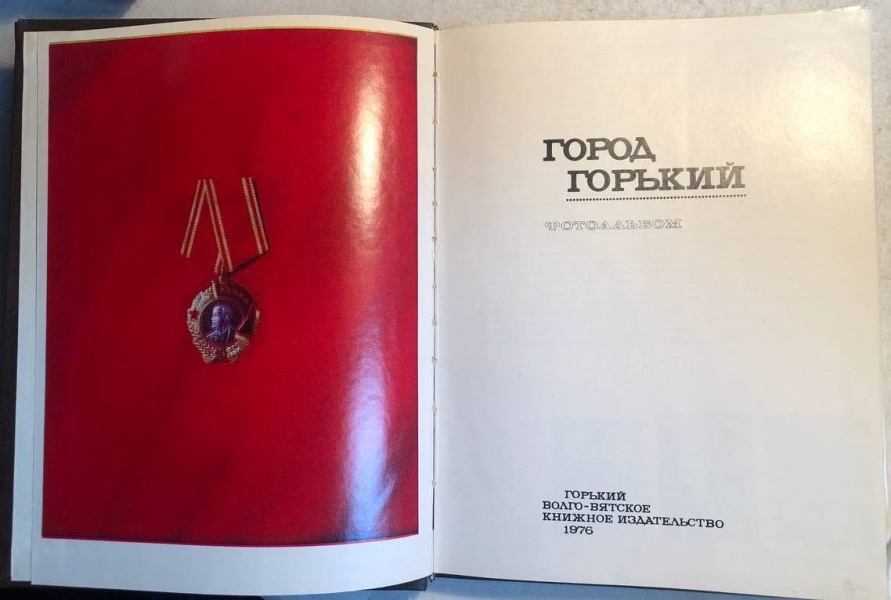 ГОРОД
ГОРЬКИЙ
ФОТОАЛЬБОМ
ГОРЬКИЙ
ВОЛГО-ВЯТСКОЕ
КНИЖНОЕ ИЗДАТЕЛЬСТВО
1976